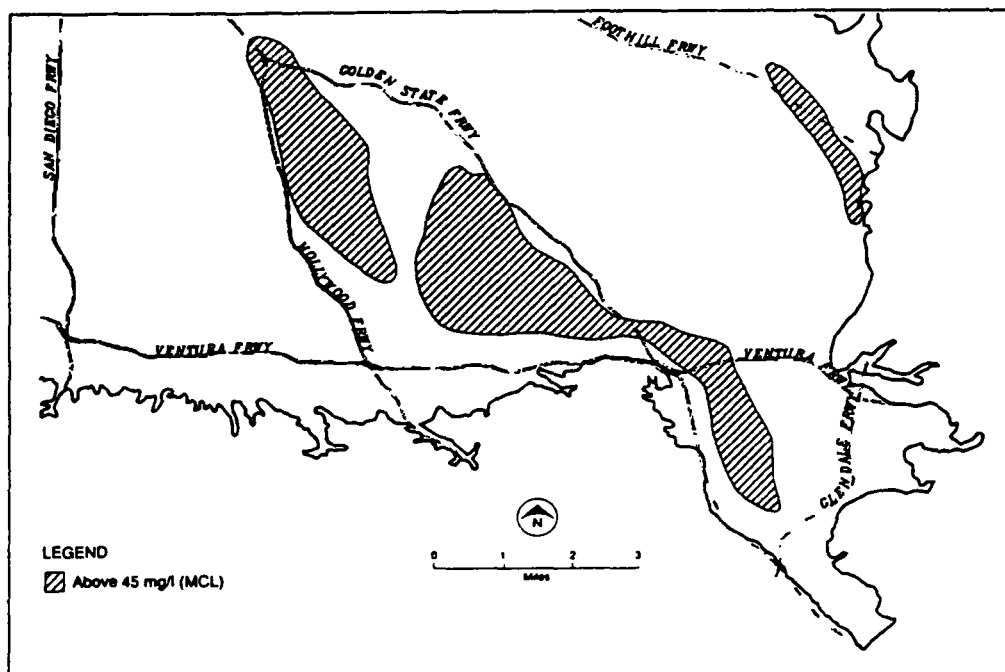 FOOTHILL FRWY
GOLDEN STATE FRWY
SAN DIEGO FRWY
HOLLYWOOD FRWY
VENTURA FRWY
VENTURA FRWY
GLENDALE FRWY
N
LEGEND
Above 45 mg/l (MCL)
0 1 2 3
Miles